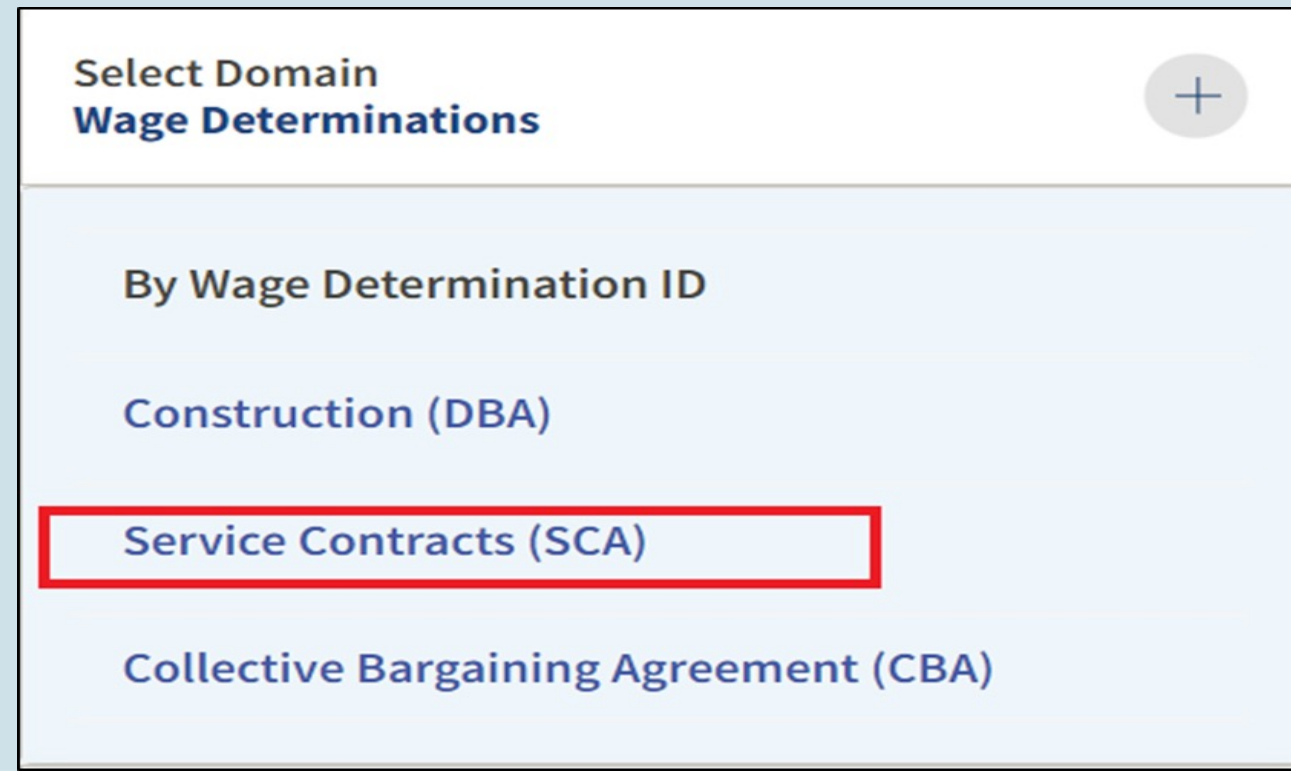 Select Domain
Wage Determinations
By Wage Determination ID
Construction (DBA)
Service Contracts (SCA)
Collective Bargaining Agreement (CBA)